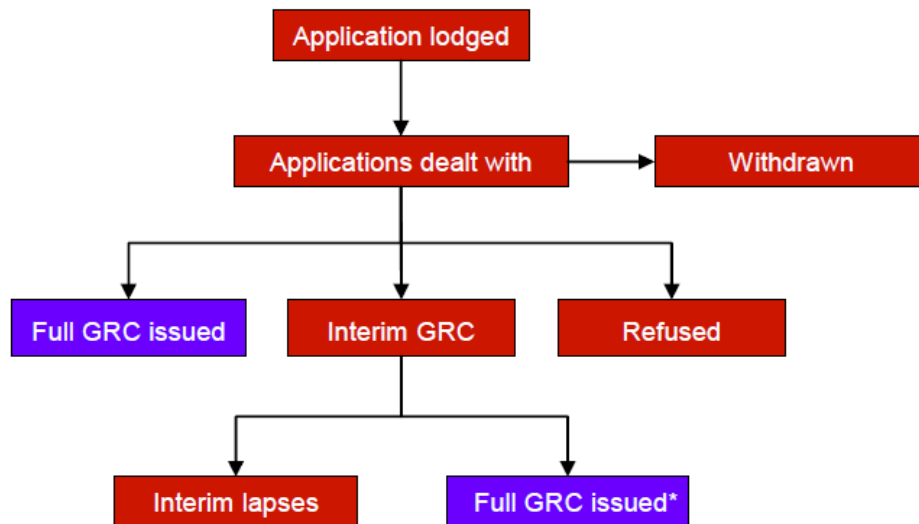 Application lodged
Applications dealt with
Withdrawn
Full GRC issued
Interim GRC
Refused
Interim lapses
Full GRC issued*